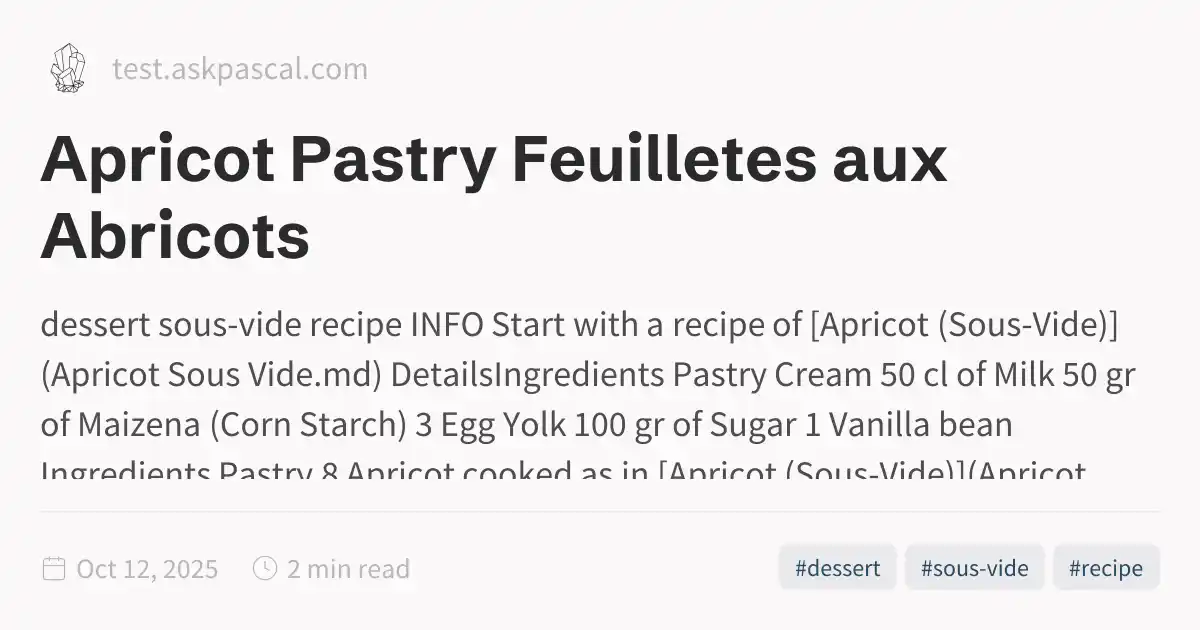 test.askpascal.com
Apricot Pastry Feuilletes aux
Abricots
dessert sous-vide recipe INFO Start with a recipe of [Apricot (Sous-Vide)]
(Apricot Sous Vide.md) DetailsIngredients Pastry Cream 50 cl of Milk 50 gr
of Maizena (Corn Starch) 3 Egg Yolk 100 gr of Sugar 1 Vanilla bean
Ingredients Pastry 8 Apricot cooked as in [Apricot (Sous-Vide)](Apricot
Oct 12, 2025 2 min read #dessert #sous-vide #recipe